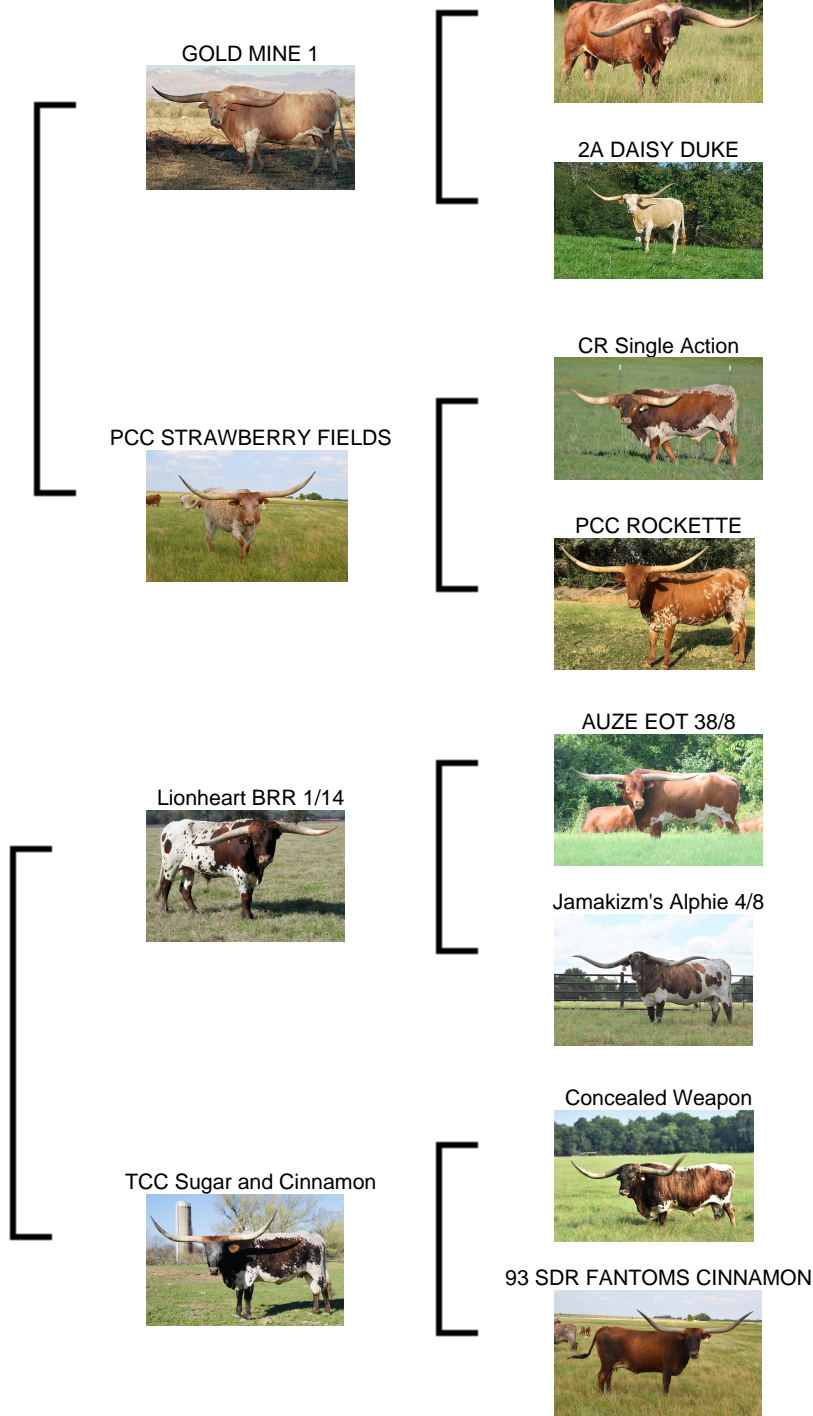 GOLD MINE 1
2A DAISY DUKE
CR Single Action
PCC STRAWBERRY FIELDS
PCC ROCKETTE
AUZE EOT 38/8
Lionheart BRR 1/14
Jamakizm's Alphie 4/8
Concealed Weapon
TCC Sugar and Cinnamon
93 SDR FANTOMS CINNAMON